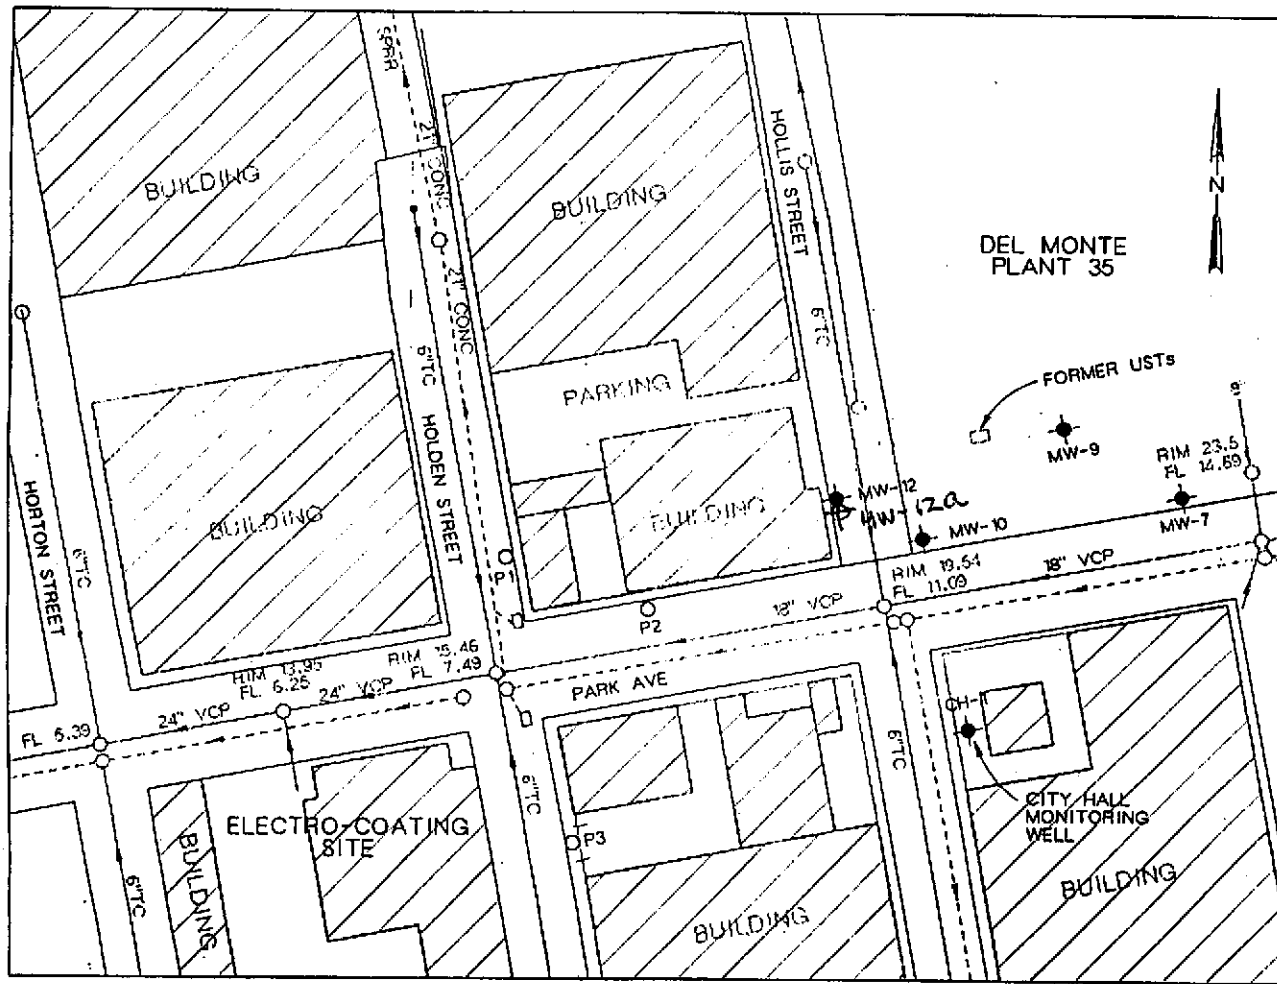 SPRR
21" CONC
BUILDING
BUILDING
HOLLIS STREET
N
DEL MONTE
PLANT 35
21" CONC
6"TC
6"TC
HOLDEN STREET
PARKING
FORMER USTs
MW-9
RIM 23.5
FL 14.69
MW-7
MW-12
MW-12a
MW-10
HORTON STREET
6"TC
BUILDING
BUILDING
P1
P2
RIM 19.54
FL 11.09
18" VCP
18" VCP
RIM 13.95
FL 6.25
RIM 15.46
FL 7.49
24" VCP
24" VCP
FL 5.39
PARK AVE
CH-1
6"TC
6"TC
6"TC
CITY HALL
MONITORING
WELL
ELECTRO-COATING
SITE
P3
BUILDING
BUILDING
BUILDING